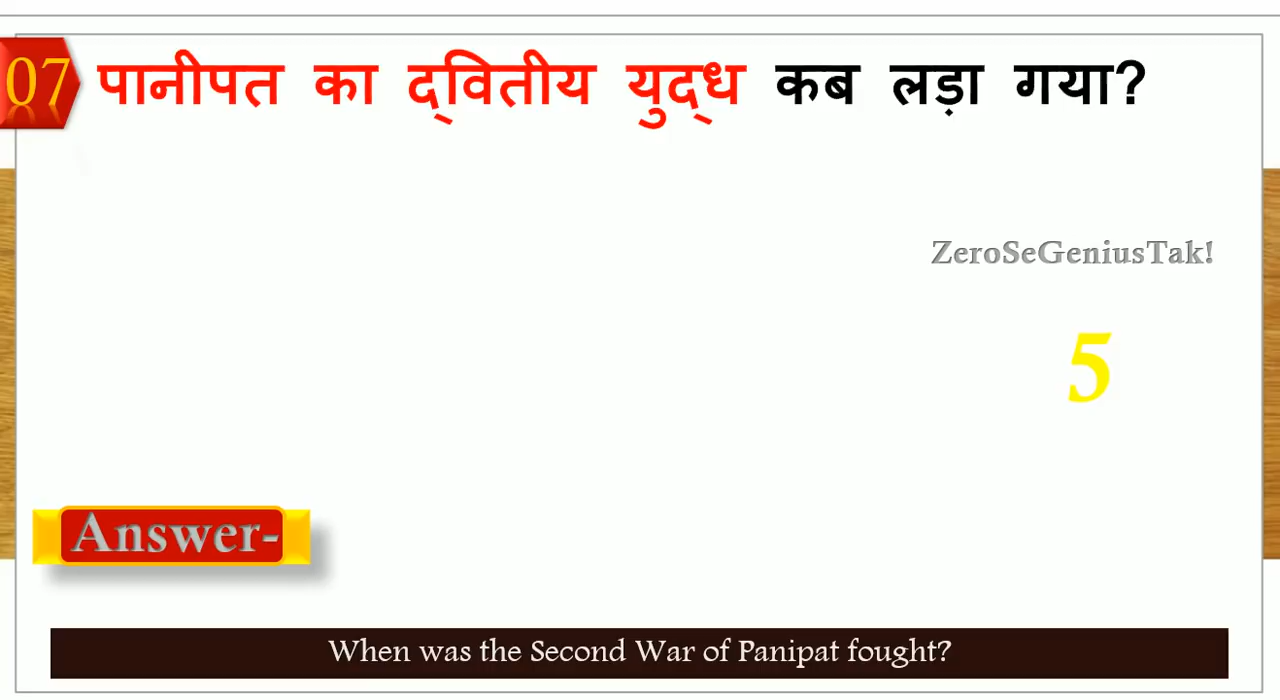 07 पानीपत का द्वितीय युद्ध कब लड़ा गया?
ZeroSeGeniusTak!
5
Answer-
When was the Second War of Panipat fought?